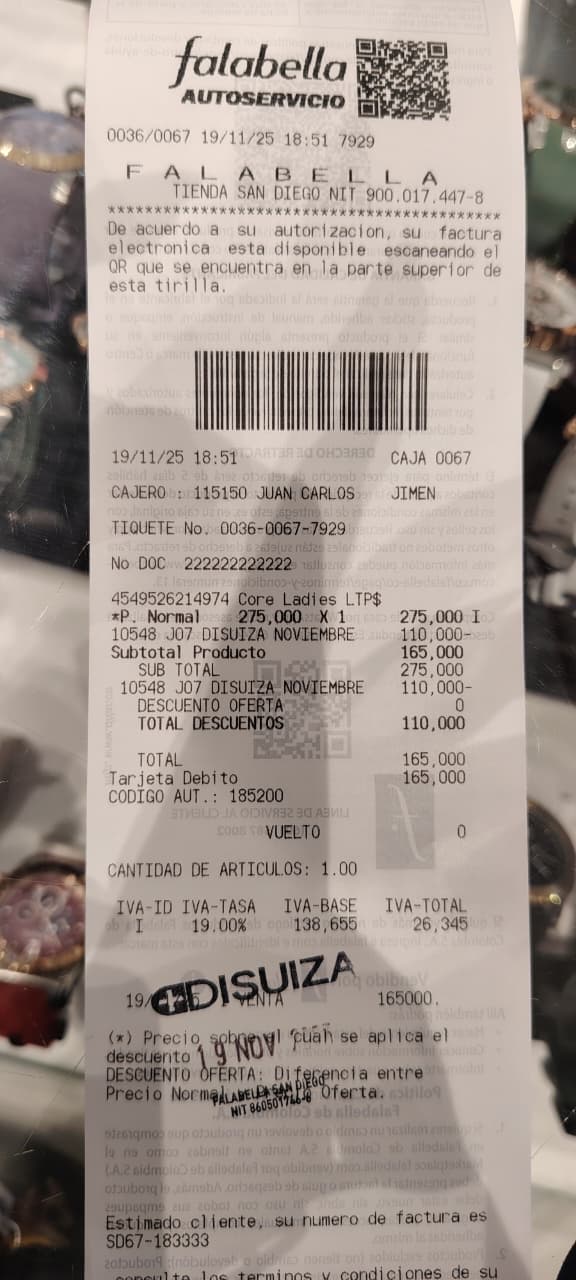 falabella
AUTOSERVICIO
0036/0067 19/11/25 18:51 7929
F A L A B E L L A
TIENDA SAN DIEGO NIT 900.017.447-8
******************************************
De acuerdo a su autorizacion, su factura
electronica esta disponible escaneando el
QR que se encuentra en la parte superior de
esta tirilla.
19/11/25 18:51 CAJA 0067
CAJERO : 115150 JUAN CARLOS JIMEN
TIQUETE No. 0036-0067-7929
No DOC 222222222222
4549526214974 Core Ladies LTP$
*P. Normal 275,000 X 1 275,000 I
10548 J07 DISUIZA NOVIEMBRE 110,000-
Subtotal Producto 165,000
SUB TOTAL 275,000
10548 J07 DISUIZA NOVIEMBRE 110,000-
DESCUENTO OFERTA 0
TOTAL DESCUENTOS 110,000
TOTAL 165,000
Tarjeta Debito 165,000
CODIGO AUT.: 185200
VUELTO 0
CANTIDAD DE ARTICULOS: 1.00
IVA-ID IVA-TASA IVA-BASE IVA-TOTAL
I 19.00% 138,655 26,345
DISUIZA
19/ VENTA 165000.
(*) Precio sobre el cual se aplica el
descuento
19 NOV
DESCUENTO OFERTA: Diferencia entre
Precio Normal Oferta.
FALABELLA SAN DIEGO
Estimado cliente, su numero de factura es
SD67-183333
consulte los terminos y condiciones de su